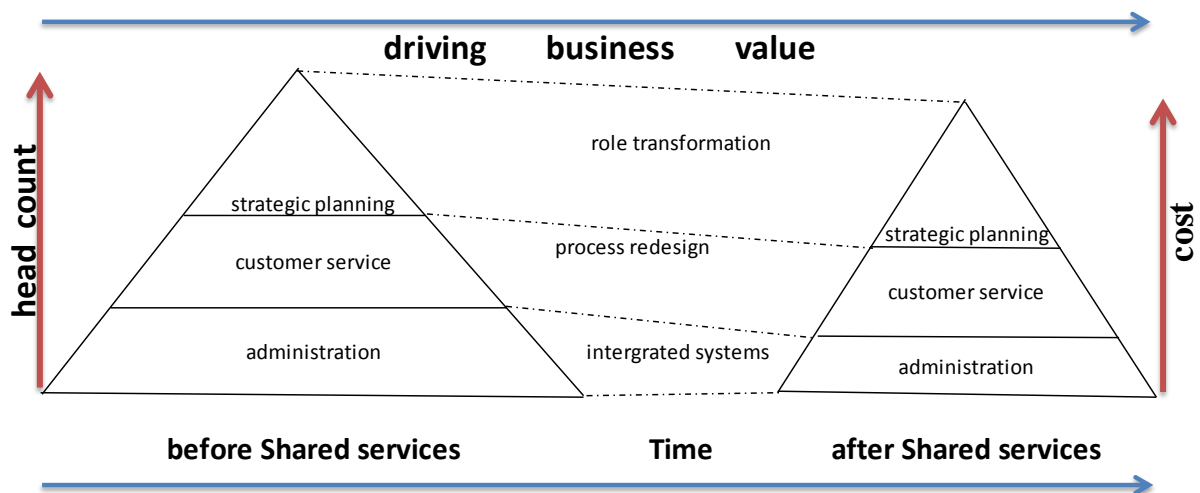 driving business value
role transformation
strategic planning
strategic planning
process redesign
customer service
customer service
intergrated systems
administration
administration
head count
cost
before Shared services
Time
after Shared services